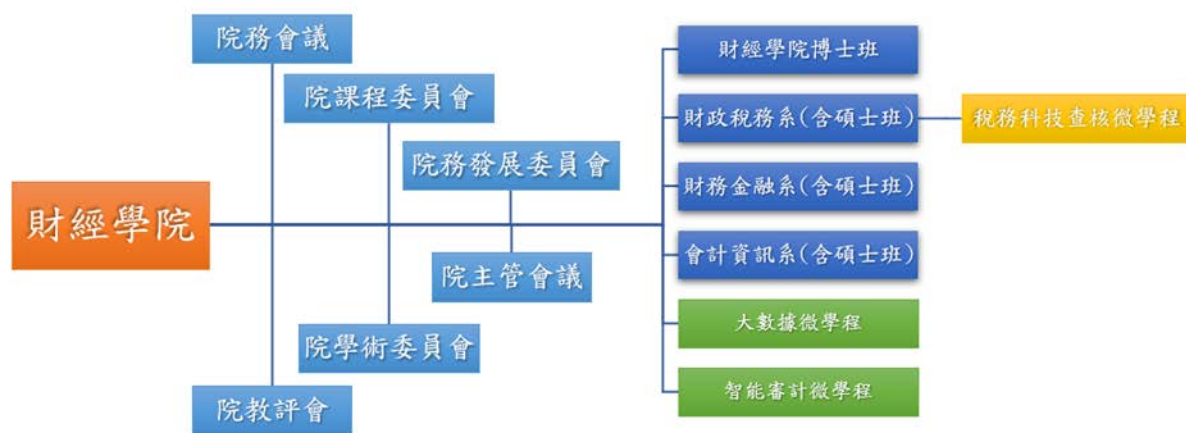 院務會議
院課程委員會
院務發展委員會
財經學院
院主管會議
院學術委員會
院教評會
財經學院博士班
財政稅務系(含碩士班)
稅務科技查核微學程
財務金融系(含碩士班)
會計資訊系(含碩士班)
大數據微學程
智能審計微學程